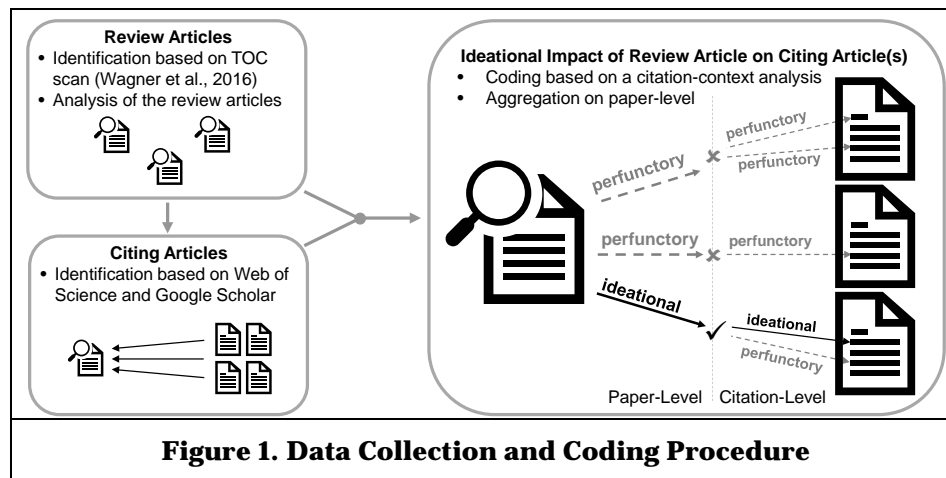 Review Articles
• Identification based on TOC
scan (Wagner et al., 2016)
• Analysis of the review articles
Citing Articles
• Identification based on Web of
Science and Google Scholar
Ideational Impact of Review Article on Citing Article(s)
• Coding based on a citation-context analysis
• Aggregation on paper-level
perfunctory
perfunctory
perfunctory
perfunctory
perfunctory
ideational
ideational
perfunctory
Paper-Level
Citation-Level
Figure 1. Data Collection and Coding Procedure